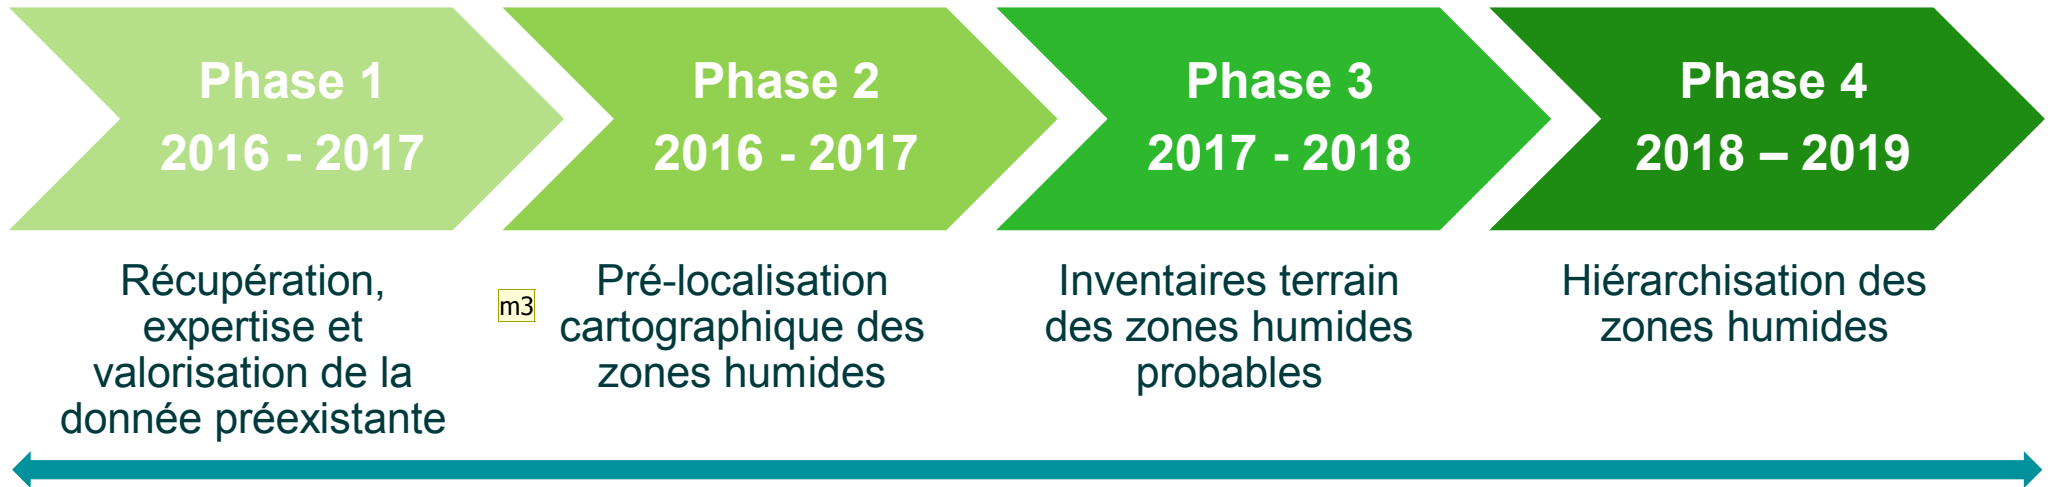 Phase 1
2016 - 2017
Récupération,
expertise et
valorisation de la
donnée préexistante
m3
Phase 2
2016 - 2017
Pré-localisation
cartographique des
zones humides
Phase 3
2017 - 2018
Inventaires terrain
des zones humides
probables
Phase 4
2018 – 2019
Hiérarchisation des
zones humides